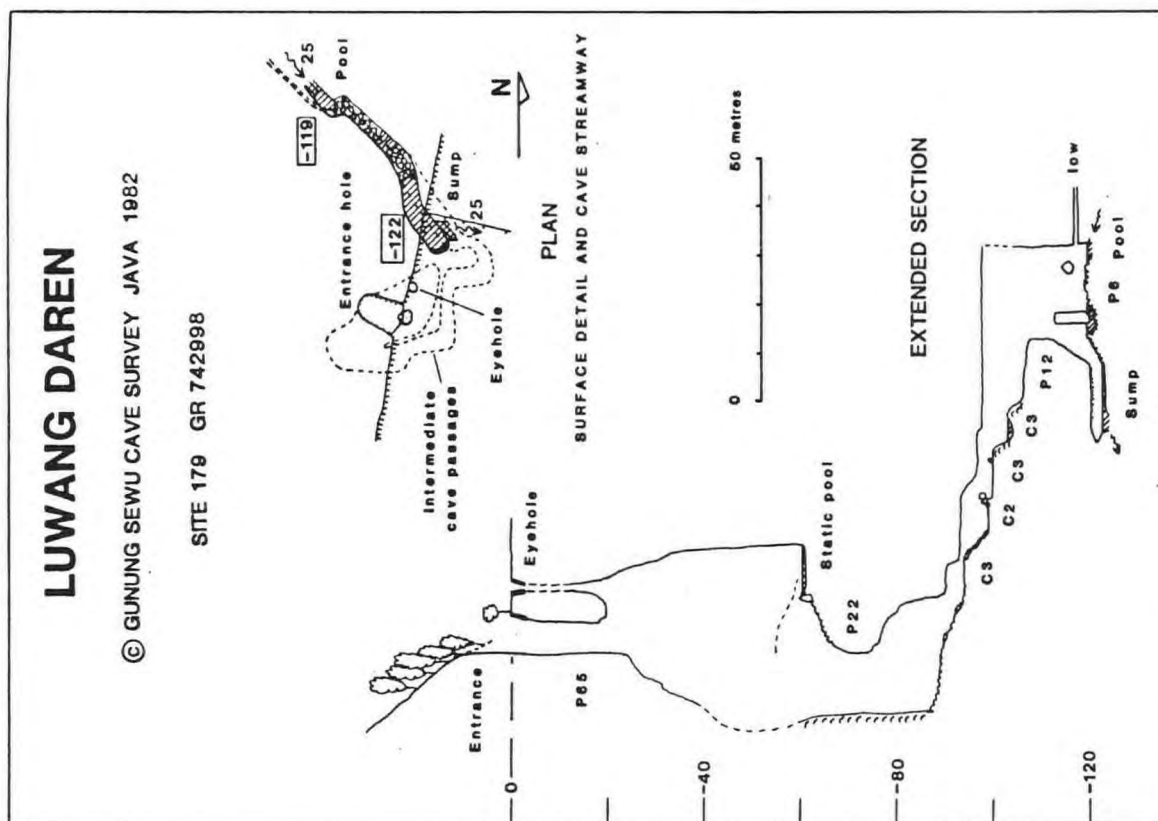 LUWANG DAREN
© GUNUNG SEWU CAVE SURVEY JAVA 1982
SITE 179 GR 742998
25
Pool
-119
Entrance hole
-122
Sump
25
N
Intermediate
cave passages
Eyehole
PLAN
SURFACE DETAIL AND CAVE STREAMWAY
0
50 metres
EXTENDED SECTION
Entrance
Eyehole
P65
Static pool
P22
C3
C2
C3
C3
P12
P6
Pool
low
Sump
0
-40
-80
-120